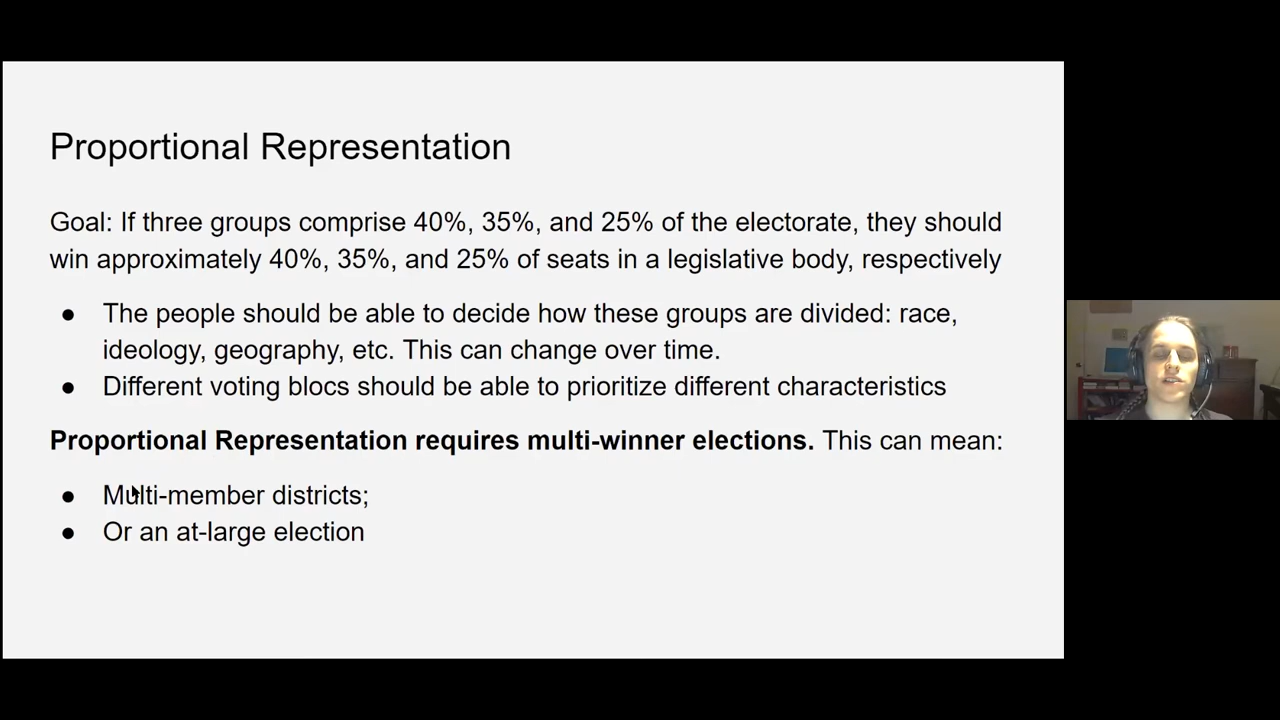 Proportional Representation
Goal: If three groups comprise 40%, 35%, and 25% of the electorate, they should
win approximately 40%, 35%, and 25% of seats in a legislative body, respectively
● The people should be able to decide how these groups are divided: race,
ideology, geography, etc. This can change over time.
● Different voting blocs should be able to prioritize different characteristics
Proportional Representation requires multi-winner elections. This can mean:
● Multi-member districts;
● Or an at-large election